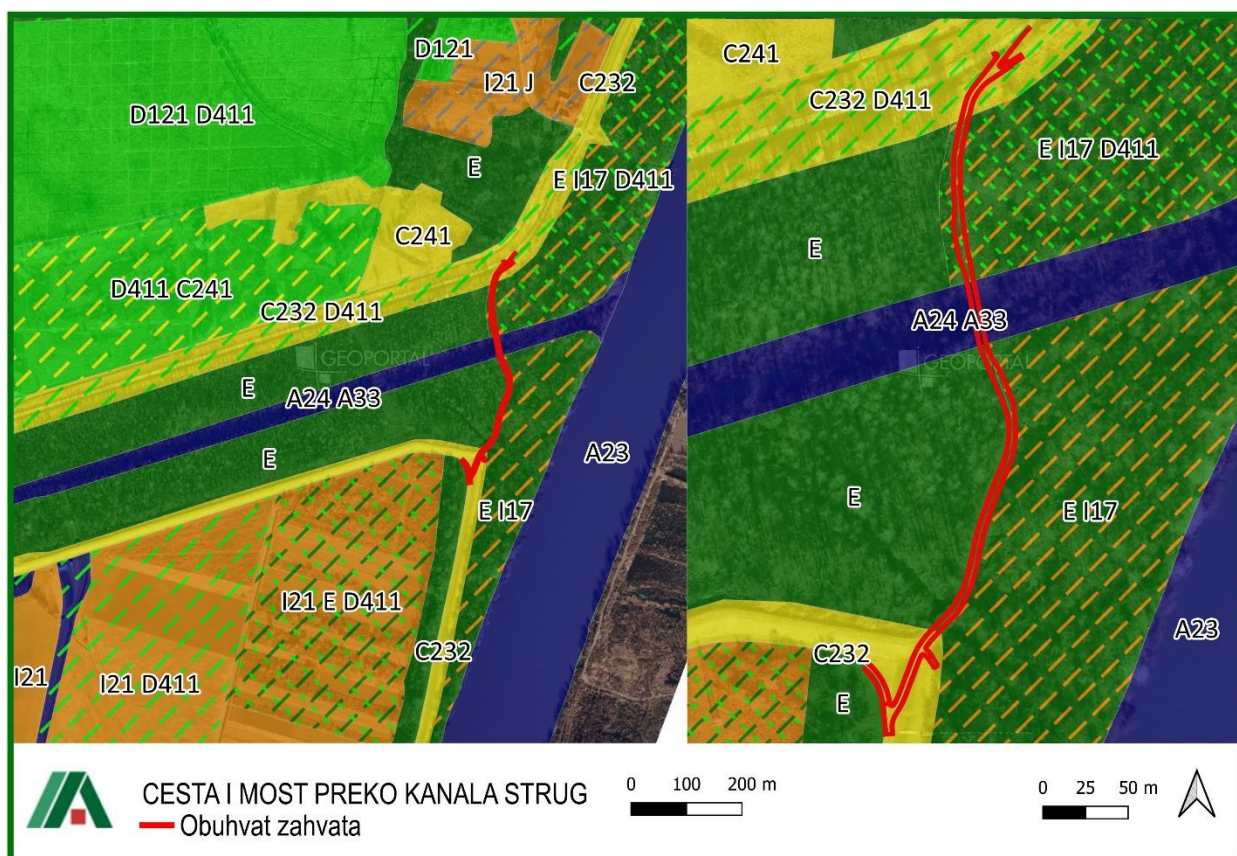 D121
I21 J
C232
C241
D121 D411
C232 D411
E
E I17 D411
E I17 D411
C241
E
D411 C241
C232 D411
A24 A33
GEOPORTAL
GEOPORTAL
E
A24 A33
E
A23
E
E I17
E I17
I21 E D411
A23
C232
C232
I21
I21 D411
E
CESTA I MOST PREKO KANALA STRUG
Obuhvat zahvata
0 100 200 m
0 25 50 m